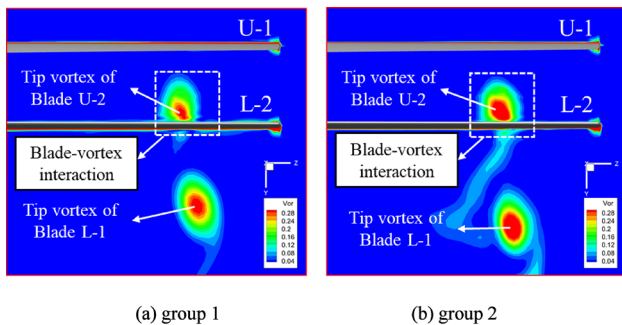 U-1
Tip vortex of
Blade U-2
L-2
Blade-vortex
interaction
Tip vortex of
Blade L-1
X
Z
Y
Vor
0.28
0.24
0.2
0.16
0.12
0.08
0.04
(a) group 1
U-1
Tip vortex of
Blade U-2
L-2
Blade-vortex
interaction
Tip vortex of
Blade L-1
X
Z
Y
Vor
0.28
0.24
0.2
0.16
0.12
0.08
0.04
(b) group 2